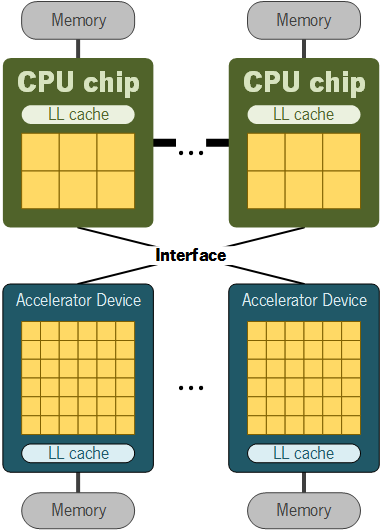 Memory
Memory
CPU chip
CPU chip
LL cache
LL cache
...
Interface
Accelerator Device
Accelerator Device
...
LL cache
LL cache
Memory
Memory